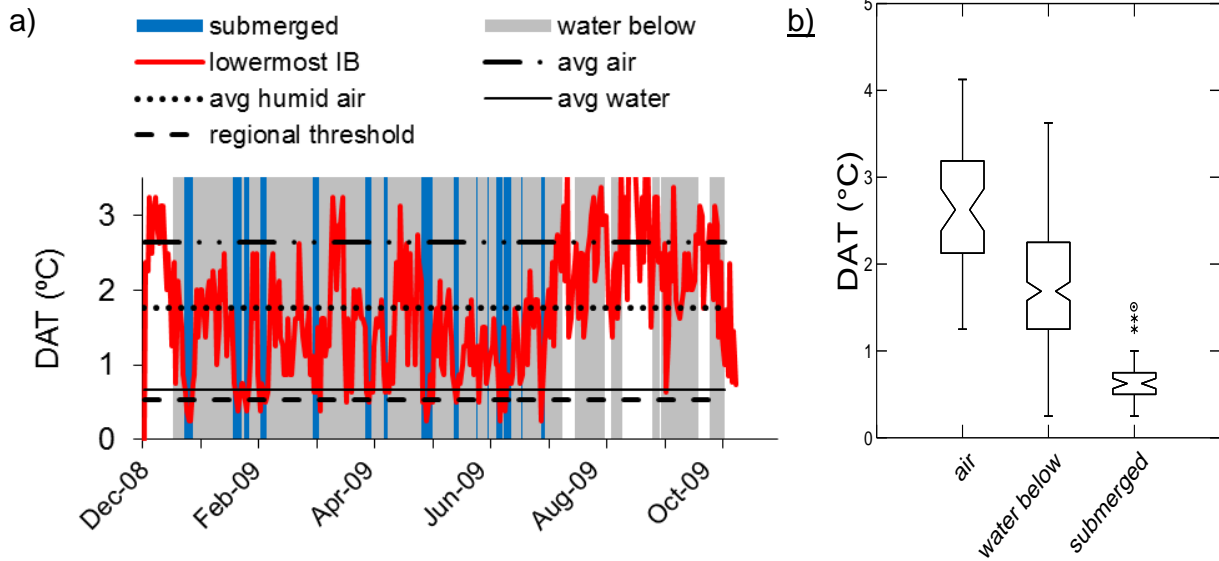 a)
submerged
water below
lowermost IB
avg air
avg humid air
avg water
regional threshold
DAT (ºC)
3
2
1
0
Dec-08
Feb-09
Apr-09
Jun-09
Aug-09
Oct-09
b)
DAT (°C)
5
4
3
2
1
0
air
water below
submerged